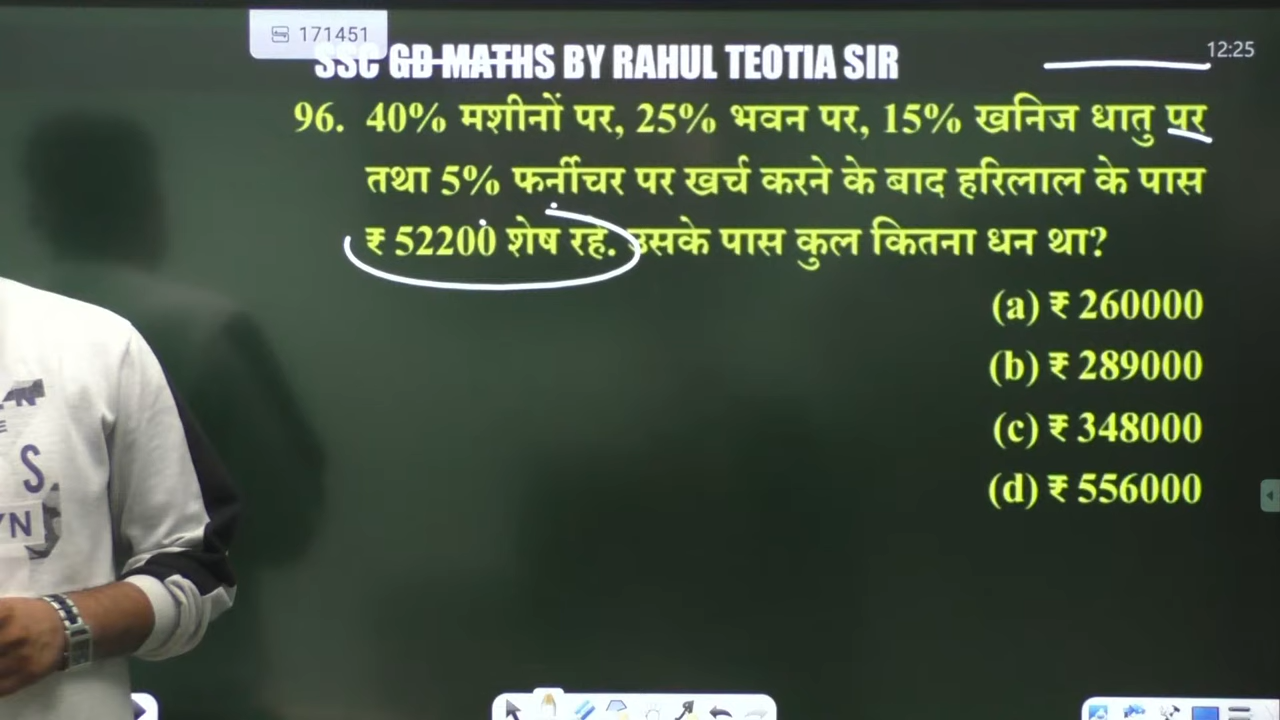 171451
SSC GD MATHS BY RAHUL TEOTIA SIR
12:25
96. 40% मशीनों पर, 25% भवन पर, 15% खनिज धातु पर
तथा 5% फर्नीचर पर खर्च करने के बाद हरिलाल के पास
₹ 52200 शेष रहे. उसके पास कुल कितना धन था?
(a) ₹ 260000
(b) ₹ 289000
(c) ₹ 348000
(d) ₹ 556000
S
YN